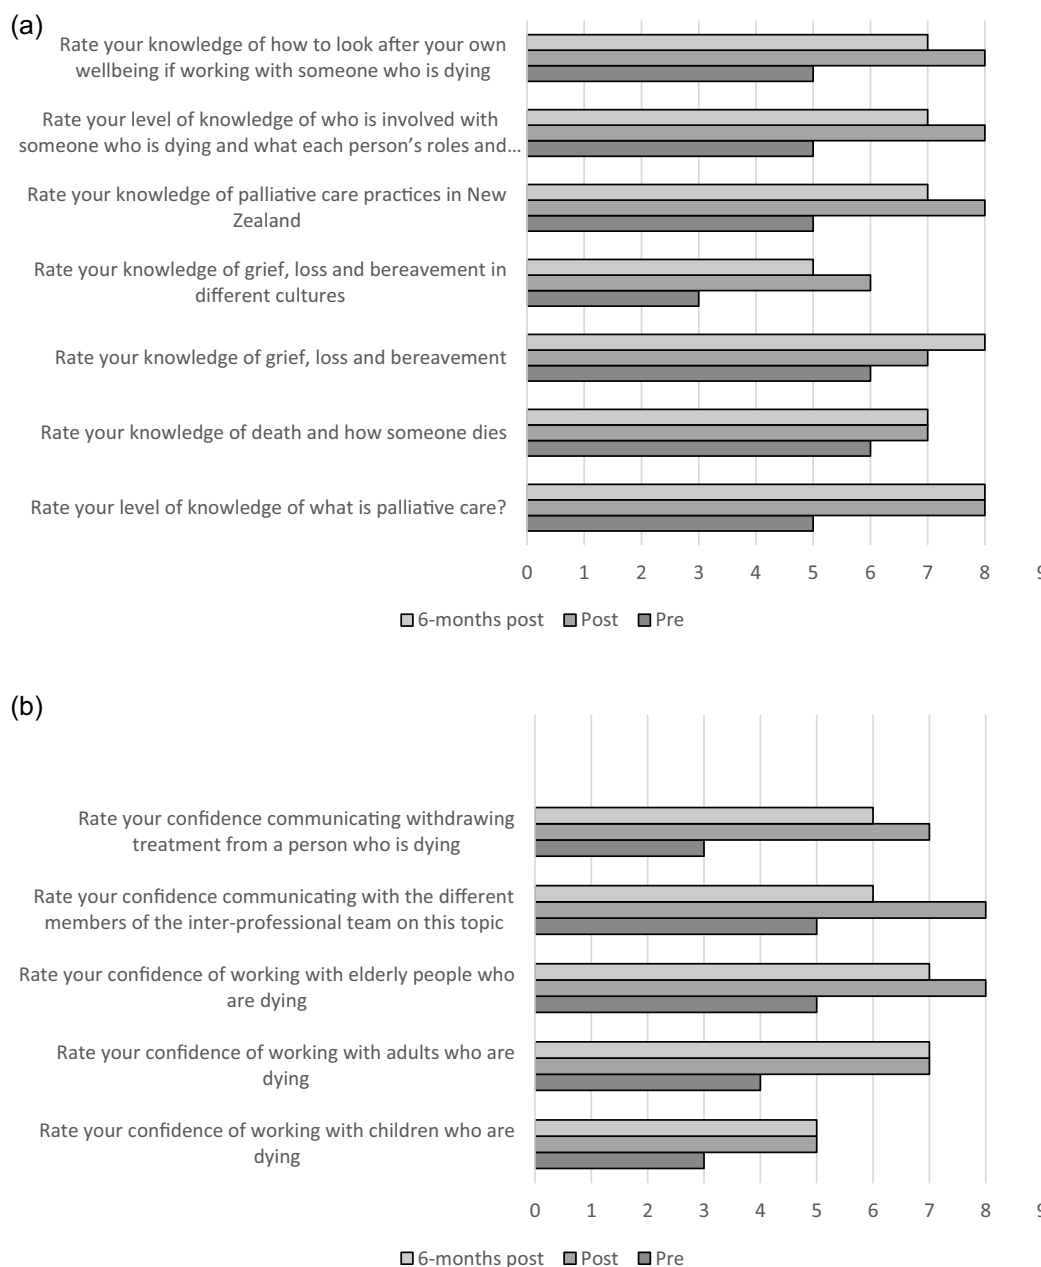 (a)
Rate your knowledge of how to look after your own
wellbeing if working with someone who is dying
Rate your level of knowledge of who is involved with
someone who is dying and what each person's roles and...
Rate your knowledge of palliative care practices in New
Zealand
Rate your knowledge of grief, loss and bereavement in
different cultures
Rate your knowledge of grief, loss and bereavement
Rate your knowledge of death and how someone dies
Rate your level of knowledge of what is palliative care?
0 1 2 3 4 5 6 7 8 9
6-months post Post Pre
(b)
Rate your confidence communicating withdrawing
treatment from a person who is dying
Rate your confidence communicating with the different
members of the inter-professional team on this topic
Rate your confidence of working with elderly people who
are dying
Rate your confidence of working with adults who are
dying
Rate your confidence of working with children who are
dying
0 1 2 3 4 5 6 7 8 9
6-months post Post Pre